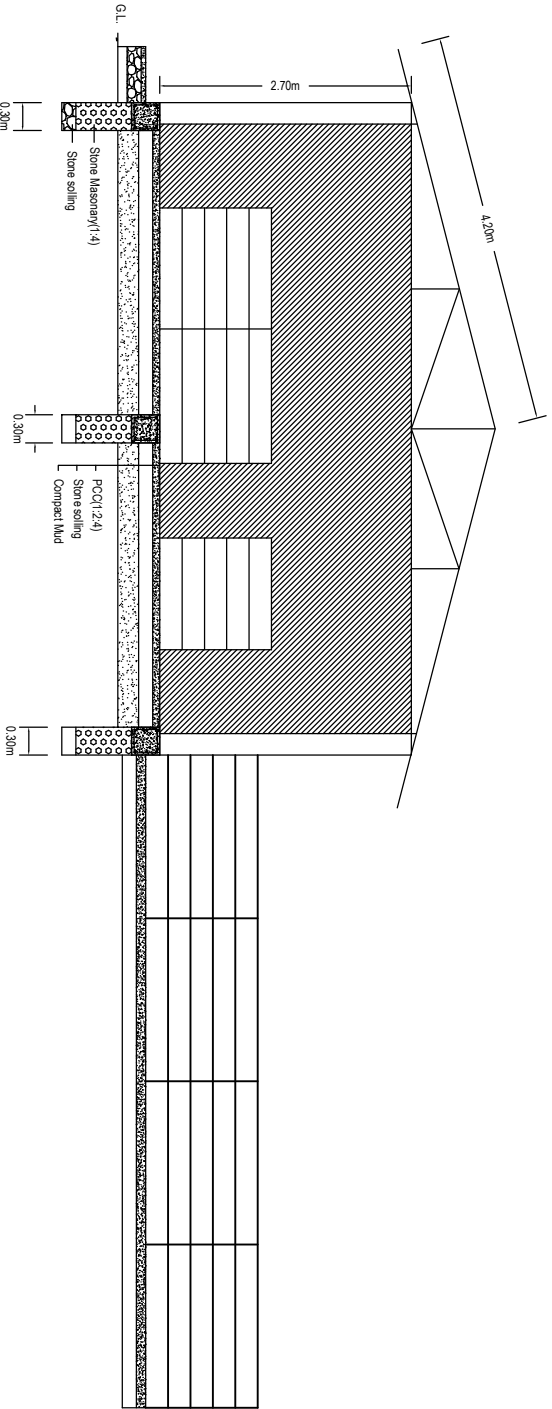 4.20m
2.70m
G.L.
Stone Masonary(1:4)
Stone solling
PCC(1:2:4)
Stone solling
Compact Mud
0.30m
0.30m
0.30m